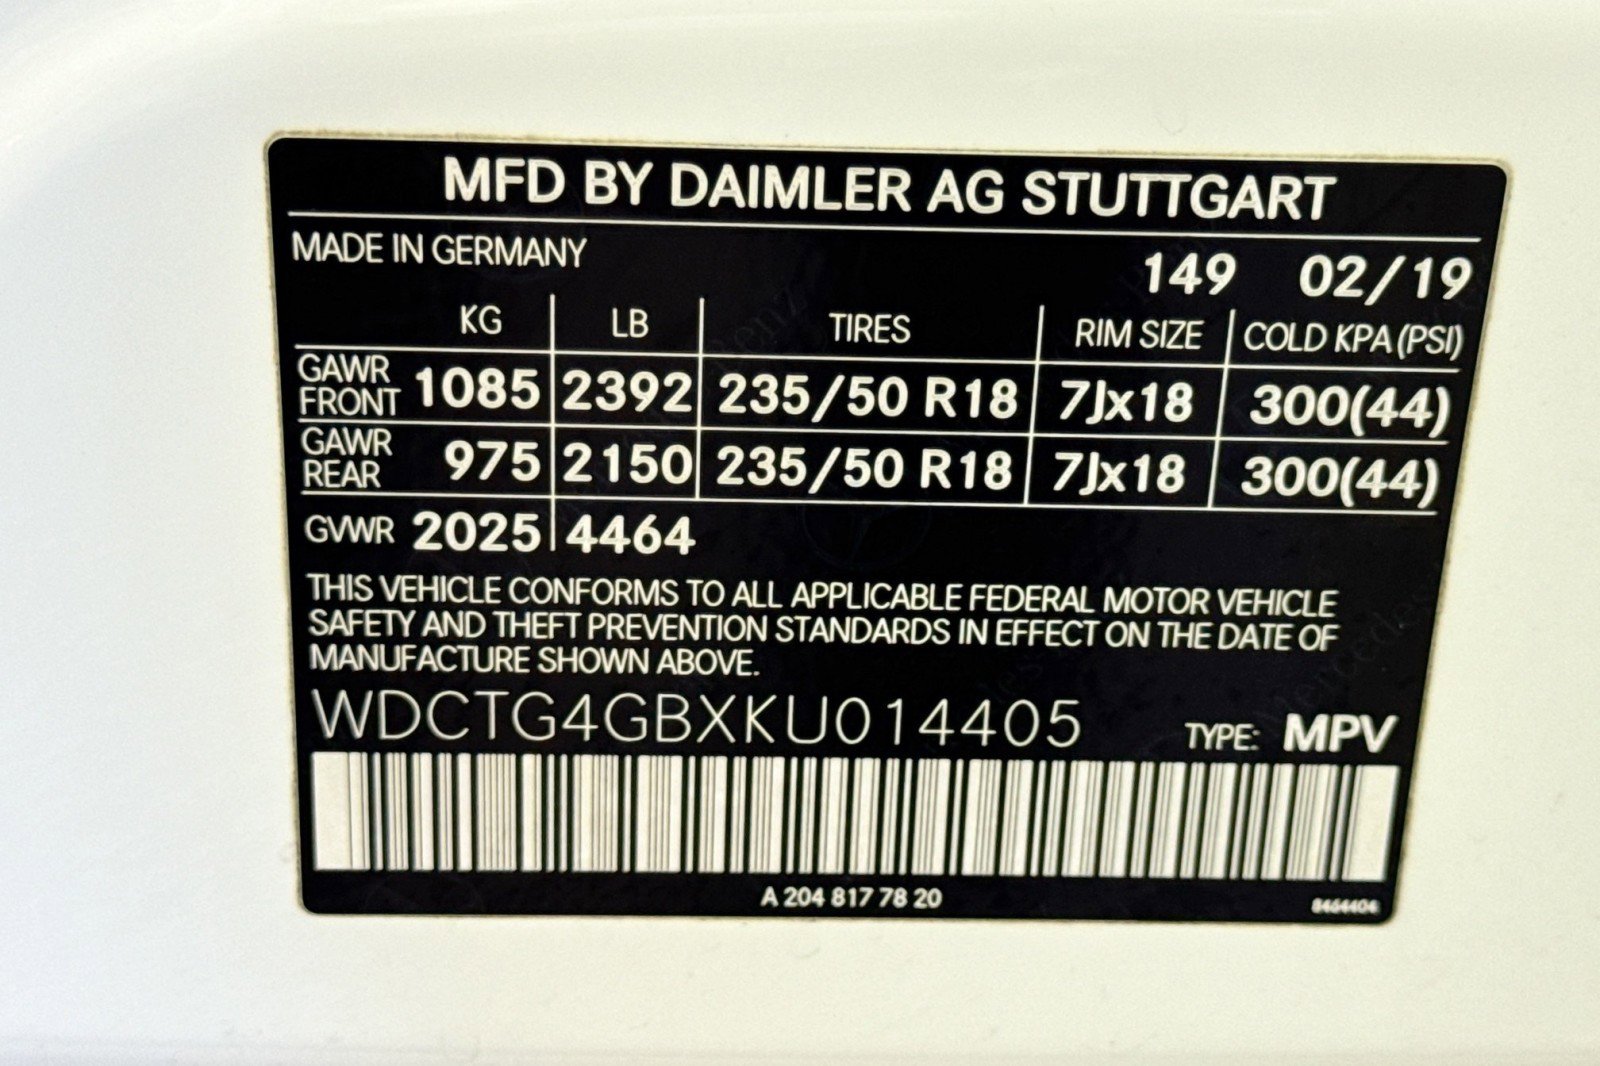 MFD BY DAIMLER AG STUTTGART
MADE IN GERMANY 149 02/19
KG LB TIRES RIM SIZE COLD KPA (PSI)
GAWR FRONT 1085 2392 235/50 R18 7Jx18 300(44)
GAWR REAR 975 2150 235/50 R18 7Jx18 300(44)
GVWR 2025 4464
THIS VEHICLE CONFORMS TO ALL APPLICABLE FEDERAL MOTOR VEHICLE
SAFETY AND THEFT PREVENTION STANDARDS IN EFFECT ON THE DATE OF
MANUFACTURE SHOWN ABOVE.
WDCTG4GBXKU014405 TYPE: MPV
A 204 817 78 20